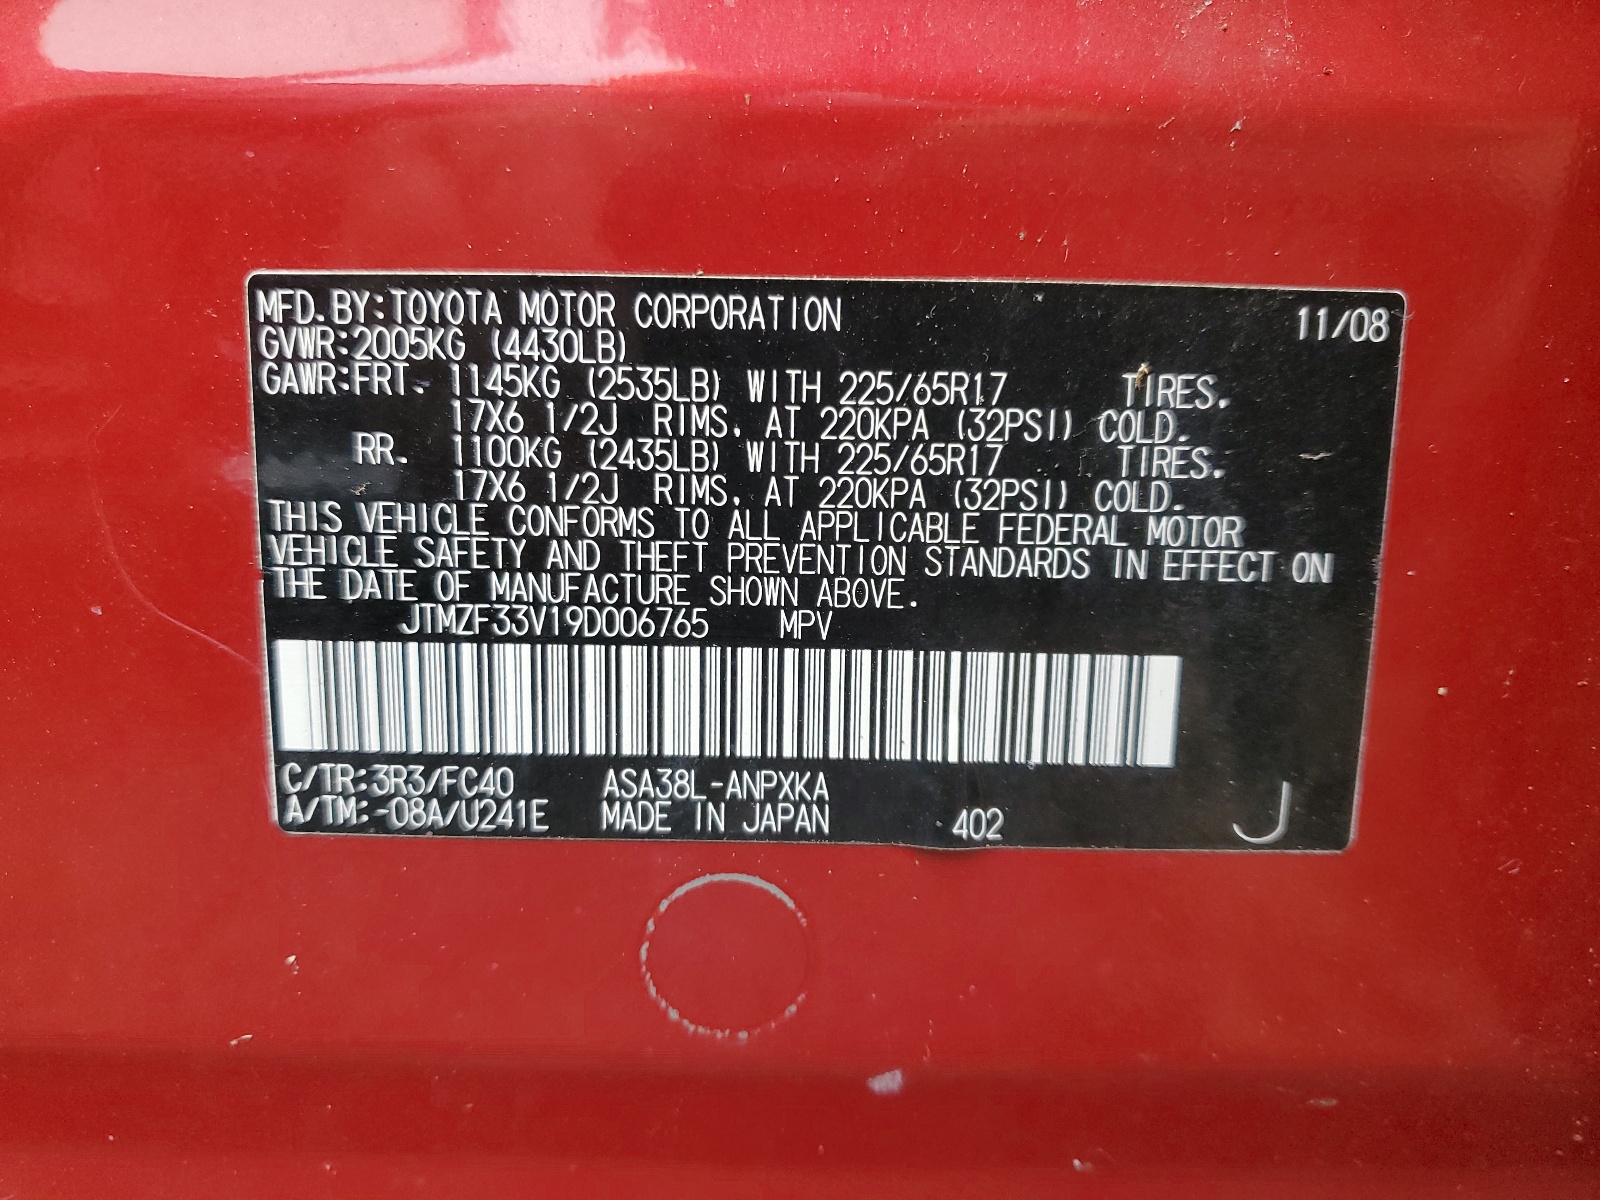 MFD. BY: TOYOTA MOTOR CORPORATION 11/08
GVWR: 2005KG (4430LB)
GAWR: FRT. 1145KG (2535LB) WITH 225/65R17 TIRES.
17X6 1/2J RIMS, AT 220KPA (32PSI) COLD.
RR. 1100KG (2435LB) WITH 225/65R17 TIRES.
17X6 1/2J RIMS, AT 220KPA (32PSI) COLD.
THIS VEHICLE CONFORMS TO ALL APPLICABLE FEDERAL MOTOR
VEHICLE SAFETY AND THEFT PREVENTION STANDARDS IN EFFECT ON
THE DATE OF MANUFACTURE SHOWN ABOVE.
JTMZF33V19D006765 MPV
C/TR: 3R3/FC40 ASA38L-ANPXKA
A/TM: -08A/U241E MADE IN JAPAN 402 J